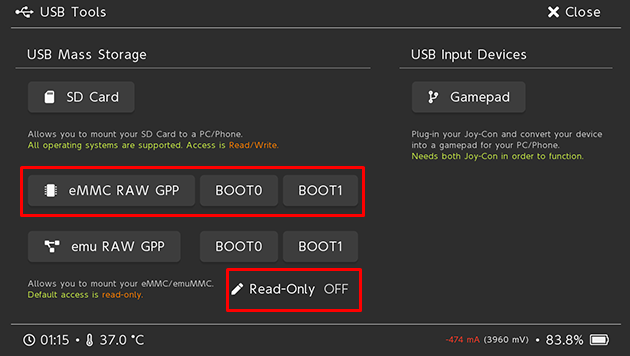 USB Tools
Close
USB Mass Storage
SD Card
Allows you to mount your SD Card to a PC/Phone.
All operating systems are supported. Access is Read/Write.
eMMC RAW GPP BOOT0 BOOT1
emu RAW GPP BOOT0 BOOT1
Allows you to mount your eMMC/emuMMC.
Default access is read-only.
Read-Only OFF
USB Input Devices
Gamepad
Plug-in your Joy-Con and convert your device
into a gamepad for your PC/Phone.
Needs both Joy-Con in order to function.
01:15 • 37.0 °C
-474 mA (3960 mV) • 83.8%